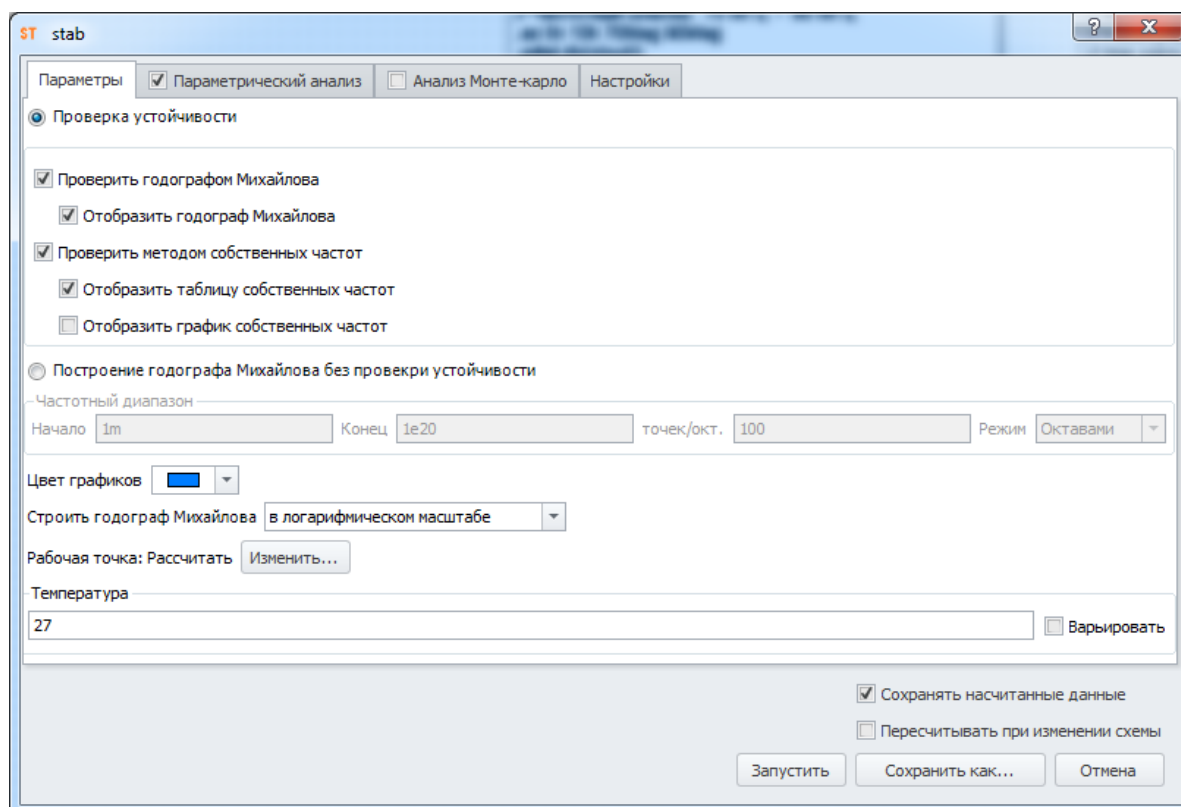 ST stab
Параметры Параметрический анализ Анализ Монте-карло Настройки
Проверка устойчивости
Проверить годографом Михайлова
Отобразить годограф Михайлова
Проверить методом собственных частот
Отобразить таблицу собственных частот
Отобразить график собственных частот
Построение годографа Михайлова без провекри устойчивости
Частотный диапазон
Начало 1m Конец 1e20 точек/окт. 100 Режим Октавами
Цвет графиков
Строить годограф Михайлова в логарифмическом масштабе
Рабочая точка: Рассчитать Изменить...
Температура
27 Варьировать
Сохранять насчитанные данные
Пересчитывать при изменении схемы
Запустить Сохранить как... Отмена